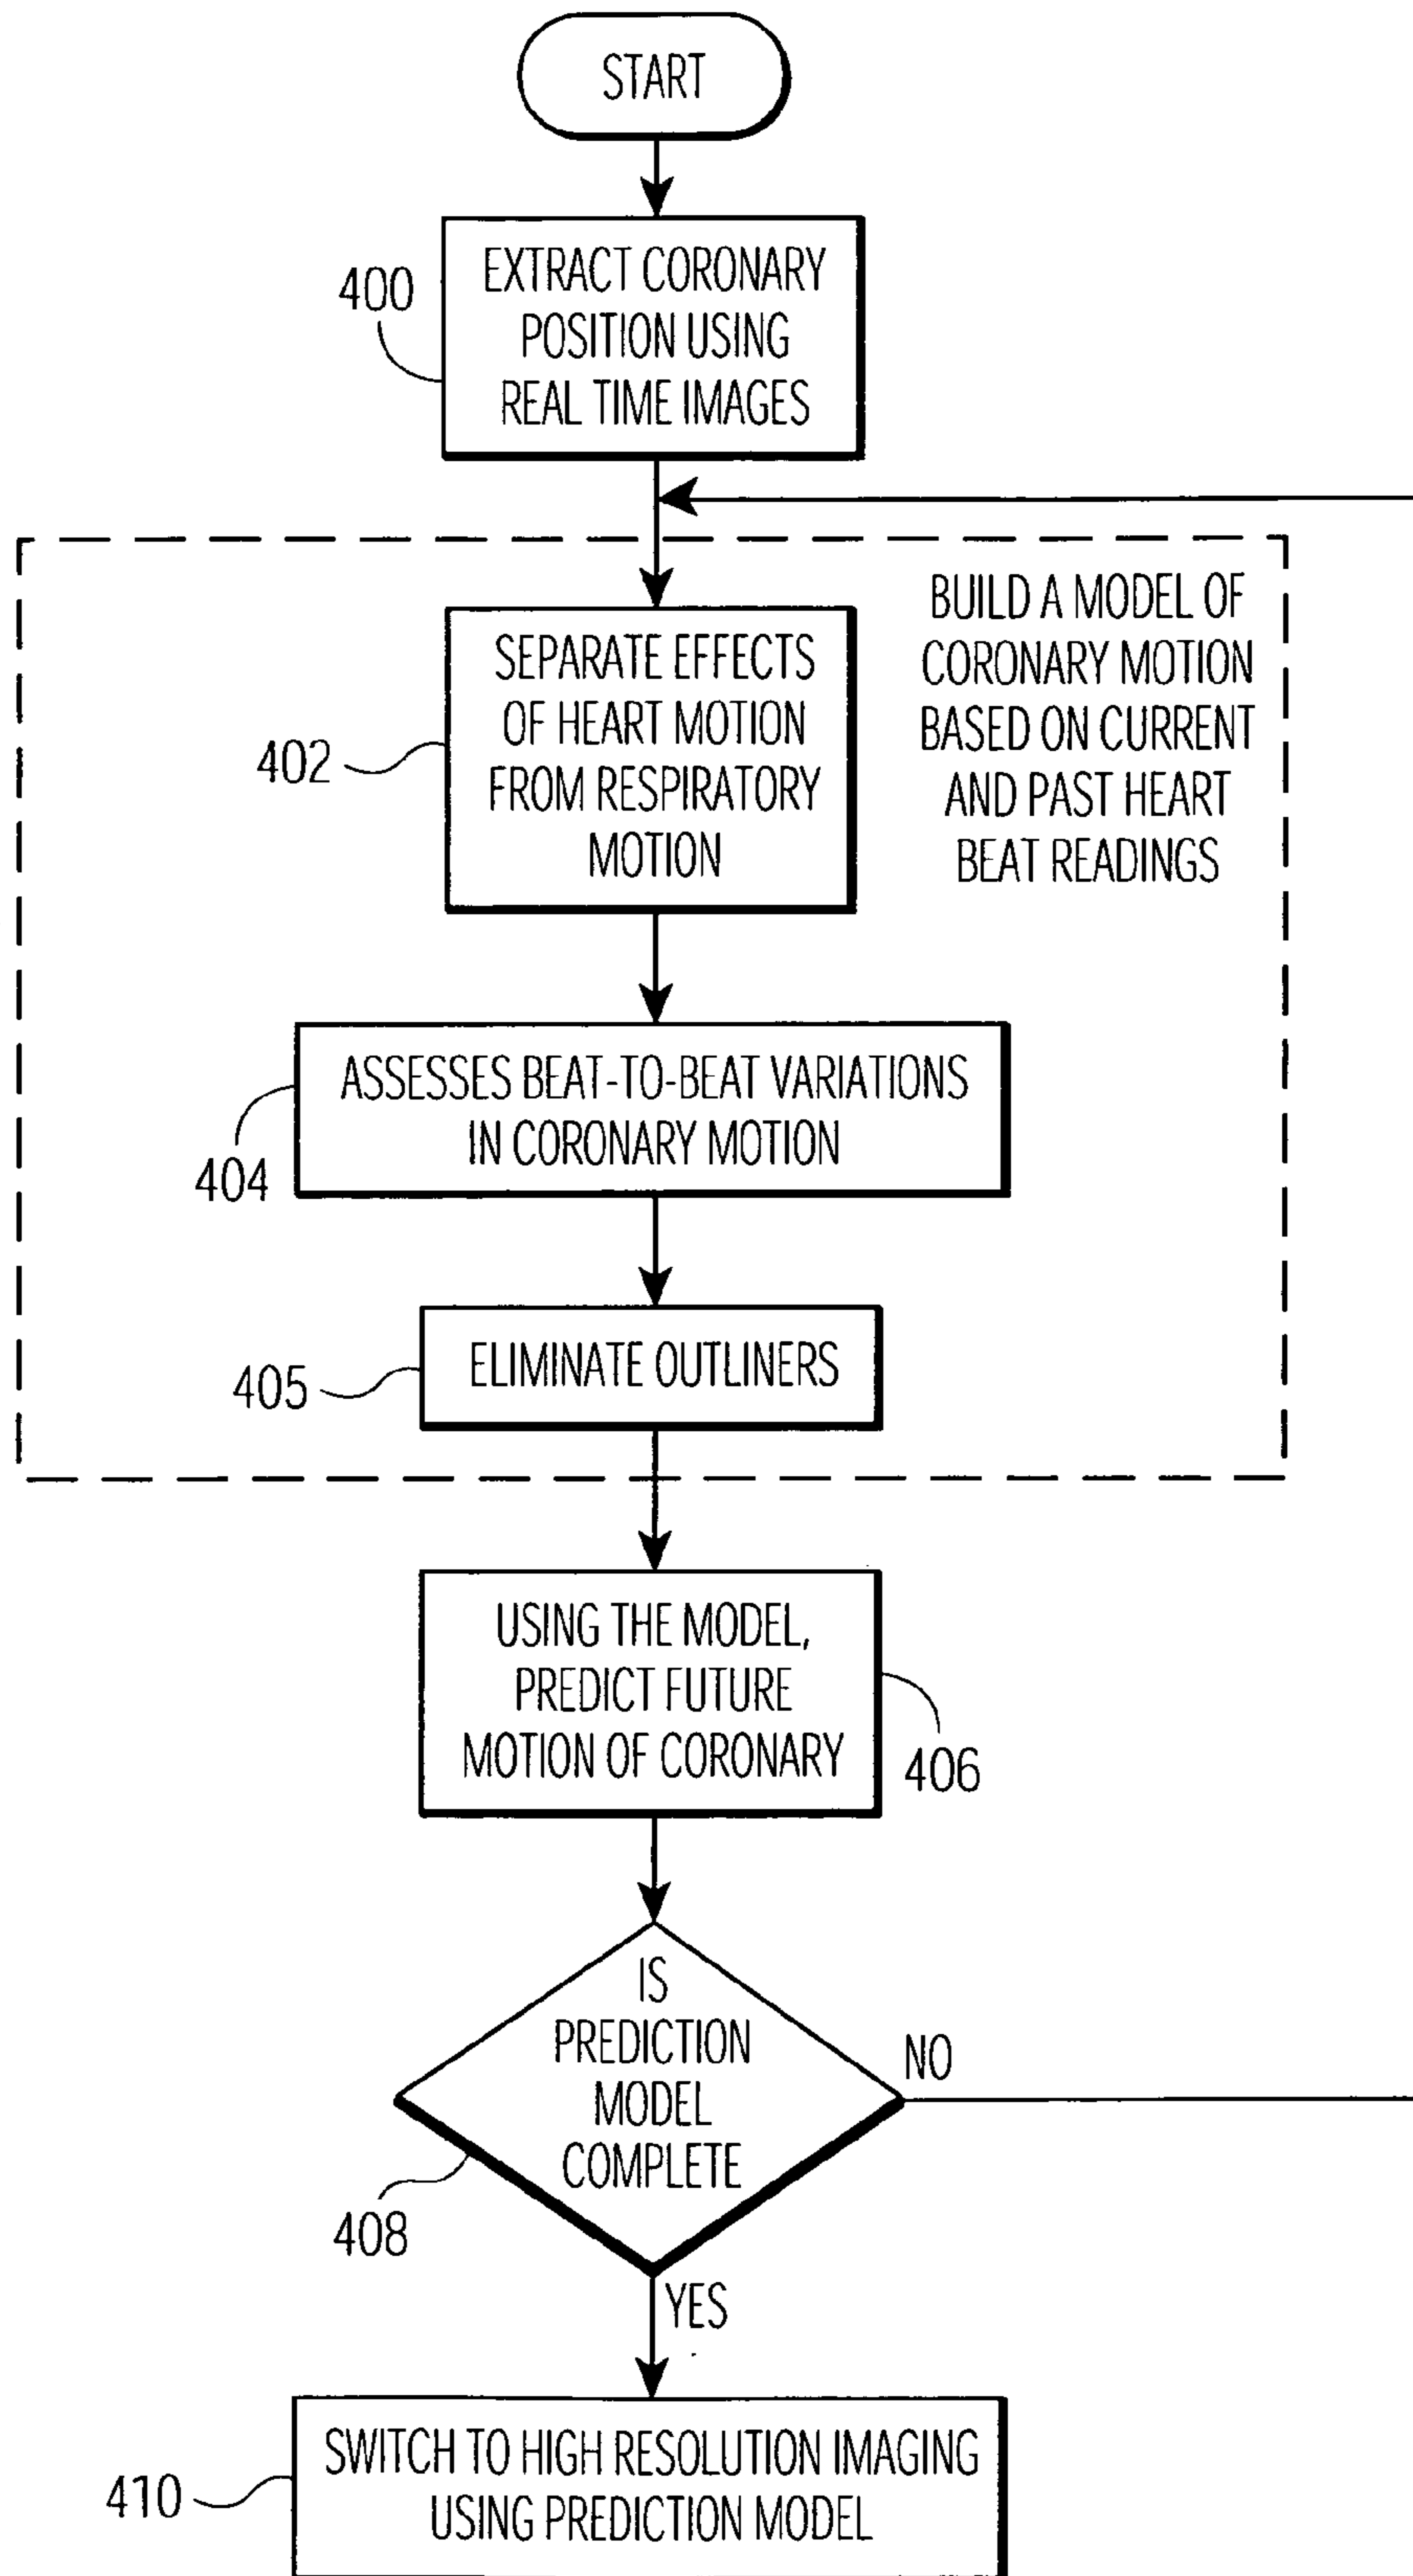 START
400
EXTRACT CORONARY
POSITION USING
REAL TIME IMAGES
BUILD A MODEL OF
CORONARY MOTION
BASED ON CURRENT
AND PAST HEART
BEAT READINGS
402
SEPARATE EFFECTS
OF HEART MOTION
FROM RESPIRATORY
MOTION
404
ASSESSES BEAT-TO-BEAT VARIATIONS
IN CORONARY MOTION
405
ELIMINATE OUTLINERS
USING THE MODEL,
PREDICT FUTURE
MOTION OF CORONARY
406
IS
PREDICTION
MODEL
COMPLETE
NO
408
YES
SWITCH TO HIGH RESOLUTION IMAGING
USING PREDICTION MODEL
410